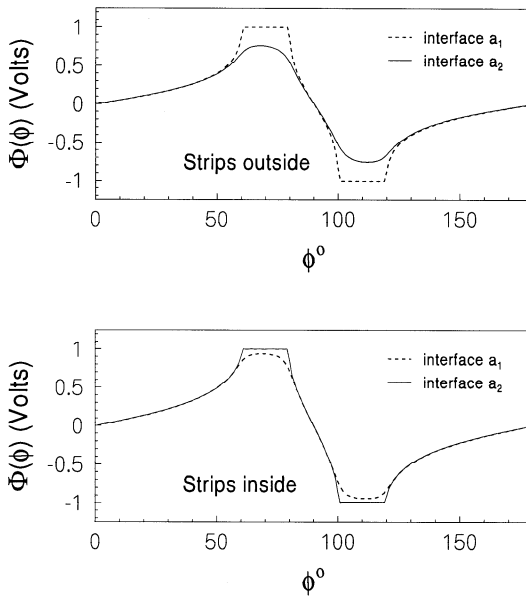 Φ(ϕ) (Volts)
1
0.5
0
-0.5
-1
interface a₁
interface a₂
Strips outside
0
50
100
150
ϕ°
Φ(ϕ) (Volts)
1
0.5
0
-0.5
-1
interface a₁
interface a₂
Strips inside
0
50
100
150
ϕ°